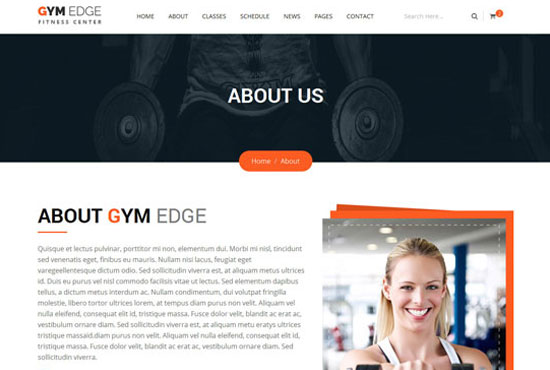 GYM EDGE
FITNESS CENTER
HOME ABOUT CLASSES SCHEDULE NEWS PAGES CONTACT
Search Here...
ABOUT US
Home / About
ABOUT GYM EDGE
Quisque et lectus pulvinar, porttitor mi non, elementum dui. Morbi mi nisl, tincidunt
sed venenatis eget, finibus eu mauris. Nullam nisi lacus, feugiat eget
varegeellentesque dictum odio. Sed sollicitudin viverra est, at aliquam metus ultrices
id. Duis eu purus vel nisl convallis facilisis vitae ut lectus. Sed elementum dapibus
tellus, a dictum metus interdum ac. Nullam condimentum, dui volutpat fringilla
molestie, libero tortor ultrices lorem, at tempus diam purus non velit. Aliquam vel
nulla eleifend, consequat elit id, tristique massa. Fusce dolor velit, blandit ac erat ac,
vestibulum ornare diam. Sed sollicitudin viverra est, at aliquam metu eratys ultrices
tristique massaid.diam purus non velit. Aliquam vel nulla eleifend, consequat elit id,
tristique massa. Fusce dolor velit, blandit ac erat ac, vestibulum ornare diam. Sed
sollicitudin viverra.